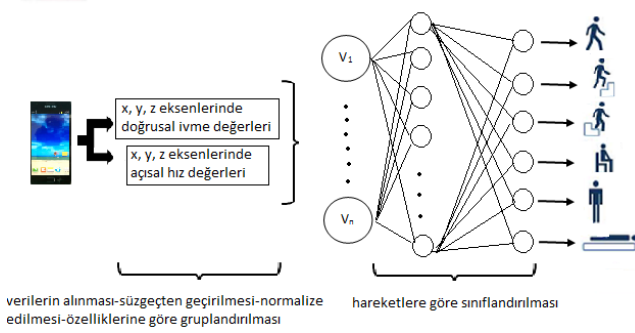 x, y, z eksenlerinde
doğrusal ivme değerleri
x, y, z eksenlerinde
açısal hız değerleri
V1
Vn
verilerin alınması-süzgeçten geçirilmesi-normalize
edilmesi-özelliklerine göre gruplandırılması
hareketlere göre sınıflandırılması